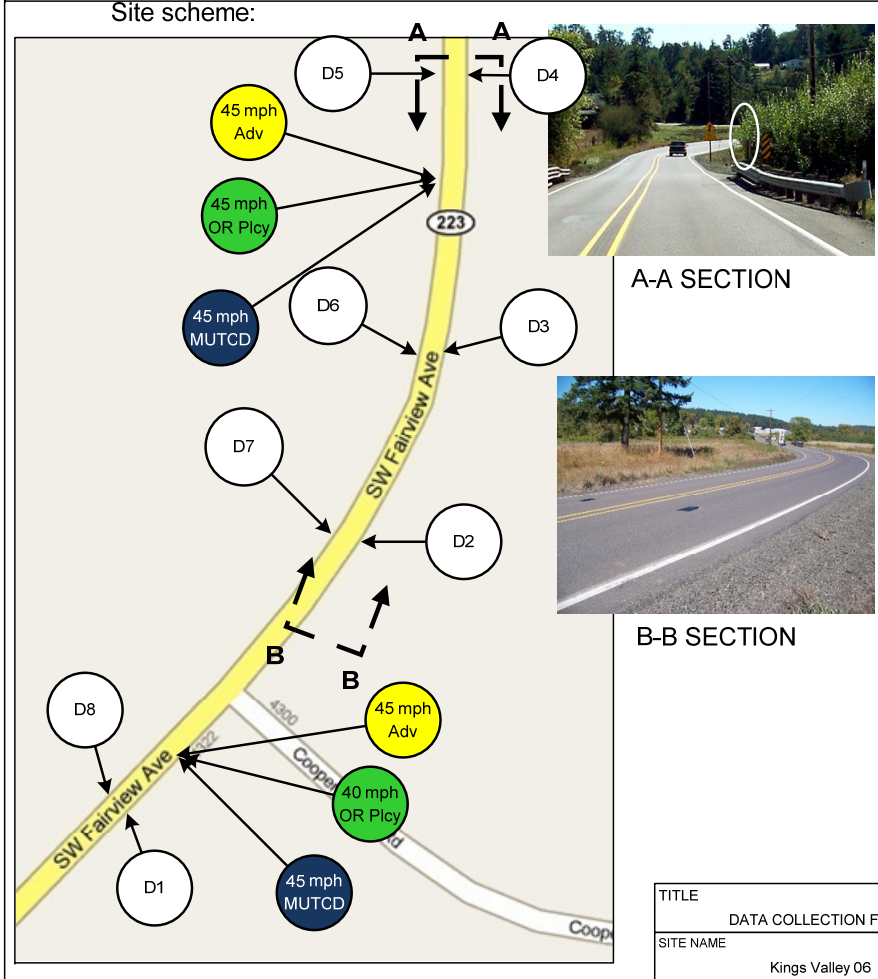 Site scheme:
A
A
D5
D4
45 mph
Adv
45 mph
OR Plcy
223
A-A SECTION
45 mph
MUTCD
D6
D3
SW Fairview Ave
D7
D2
B
B
B-B SECTION
D8
4300
45 mph
Adv
SW Fairview Ave
40 mph
OR Plcy
D1
45 mph
MUTCD
TITLE
DATA COLLECTION F
SITE NAME
Kings Valley 06